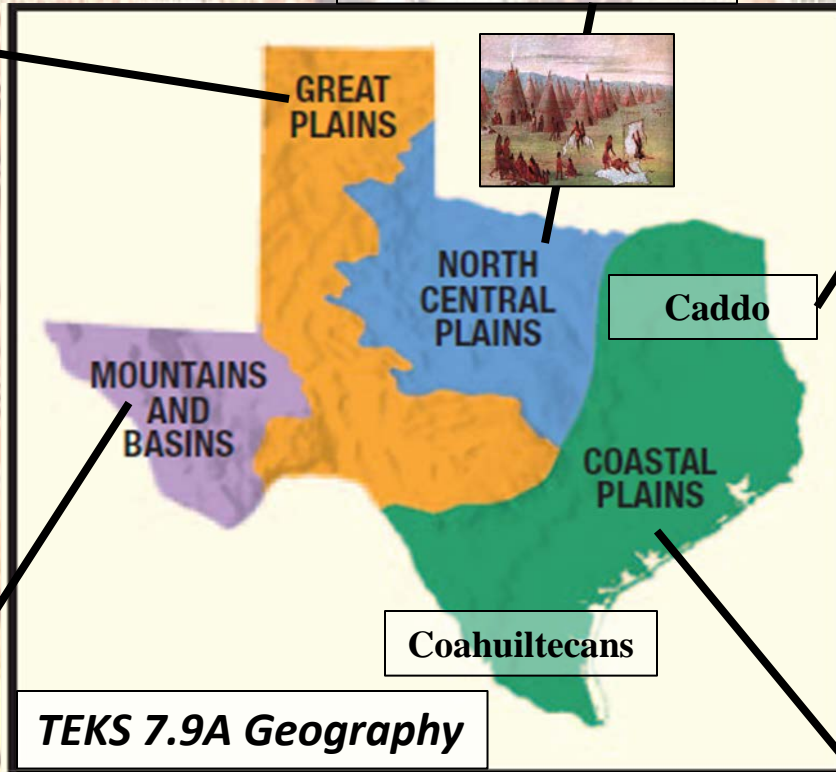 GREAT
PLAINS
NORTH
CENTRAL
PLAINS
Caddo
MOUNTAINS
AND
BASINS
COASTAL
PLAINS
Coahuiltecans
TEKS 7.9A Geography